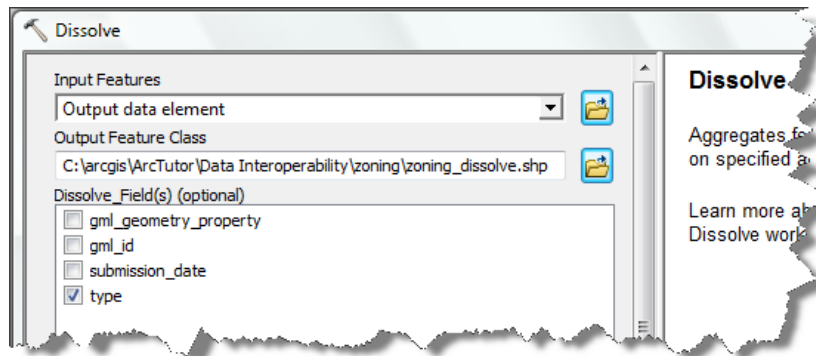 Dissolve
Input Features
Output data element
Output Feature Class
C:\arcgis\ArcTutor\Data Interoperability\zoning\zoning_dissolve.shp
Dissolve_Field(s) (optional)
gml_geometry_property
gml_id
submission_date
type
Dissolve
Aggregates
on specified
Learn more
Dissolve